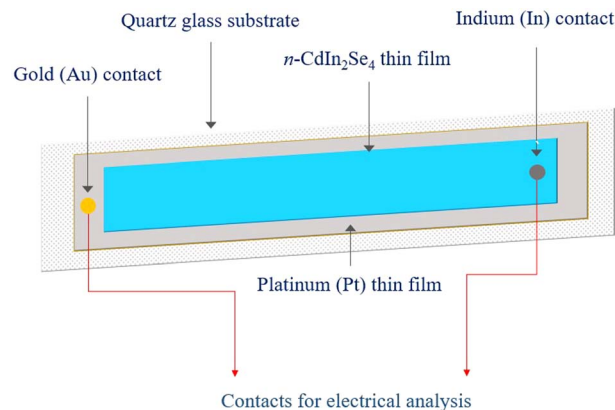 Quartz glass substrate
Indium (In) contact
Gold (Au) contact
n-CdIn₂Se₄ thin film
Platinum (Pt) thin film
Contacts for electrical analysis